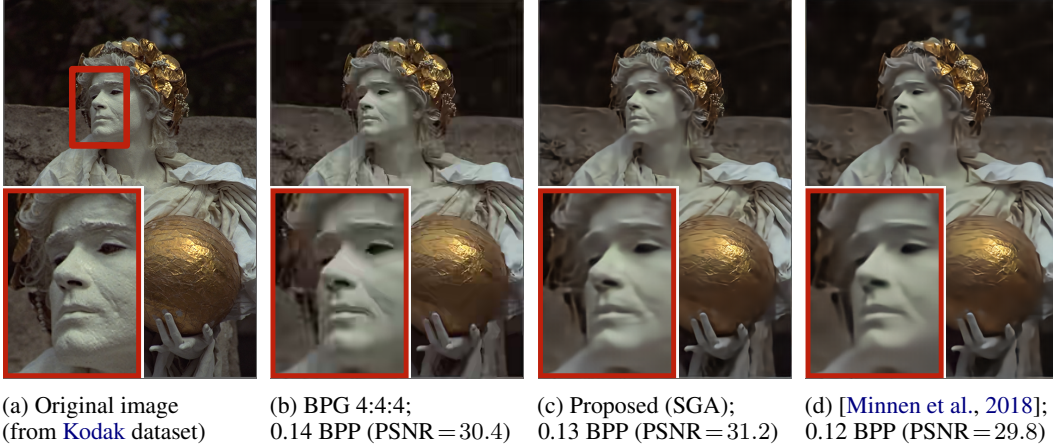 (a) Original image
(from Kodak dataset)
(b) BPG 4:4:4;
0.14 BPP (PSNR=30.4)
(c) Proposed (SGA);
0.13 BPP (PSNR=31.2)
(d) [Minnen et al., 2018];
0.12 BPP (PSNR=29.8)